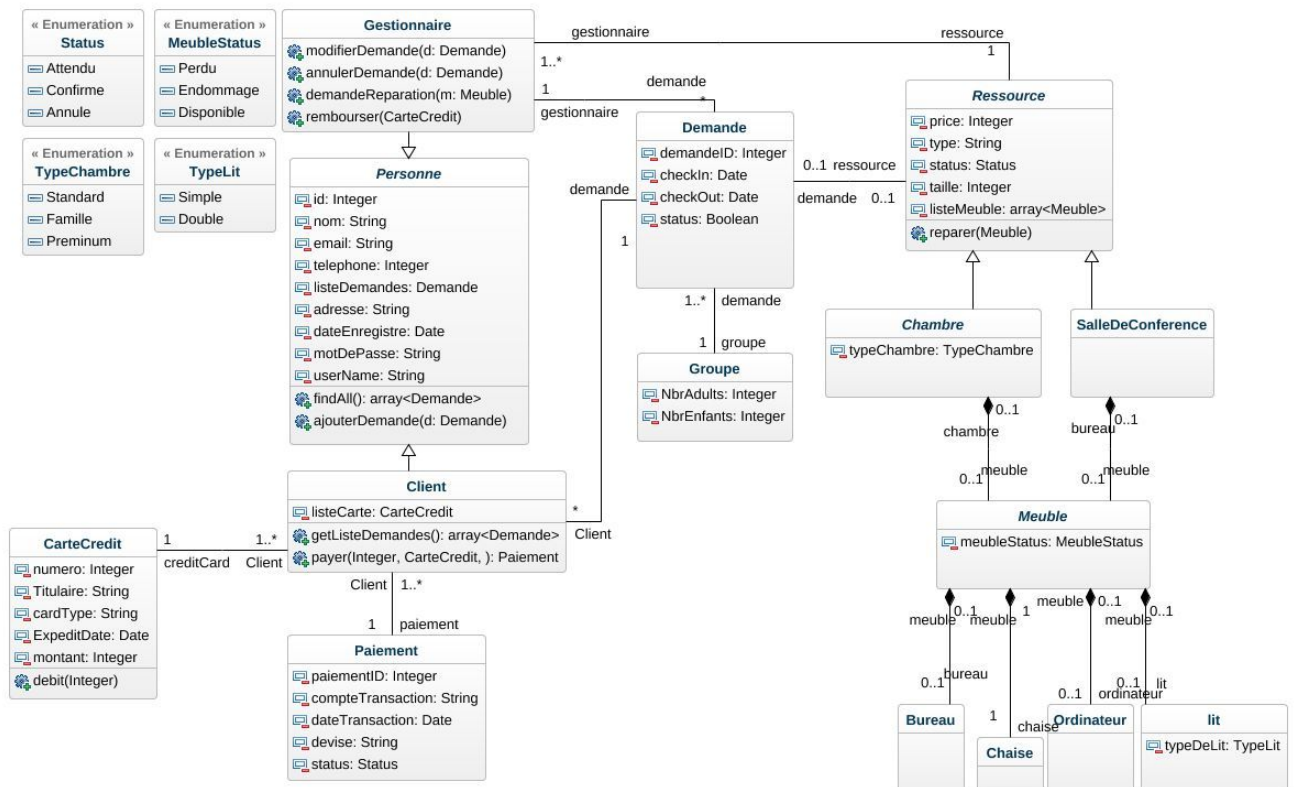 « Enumeration »
Status
Attendu
Confirme
Annule
« Enumeration »
MeubleStatus
Perdu
Endommage
Disponible
« Enumeration »
TypeChambre
Standard
Famille
Preminum
« Enumeration »
TypeLit
Simple
Double
Gestionnaire
modifierDemande(d: Demande)
annulerDemande(d: Demande)
demandeReparation(m: Meuble)
rembourser(CarteCredit)
gestionnaire
1..*
ressource
1
1
gestionnaire
demande
*
Personne
id: Integer
nom: String
email: String
telephone: Integer
listeDemandes: Demande
adresse: String
dateEnregistre: Date
motDePasse: String
userName: String
findAll(): array<Demande>
ajouterDemande(d: Demande)
Demande
demandeID: Integer
checkIn: Date
checkOut: Date
status: Boolean
demande
1
0..1 ressource
demande 0..1
Ressource
price: Integer
type: String
status: Status
taille: Integer
listeMeuble: array<Meuble>
reparer(Meuble)
1..* demande
1 groupe
Groupe
NbrAdults: Integer
NbrEnfants: Integer
Chambre
typeChambre: TypeChambre
SalleDeConference
0..1
chambre
meuble
0..1
0..1
bureau
meuble
0..1
Client
listeCarte: CarteCredit
getListeDemandes(): array<Demande>
payer(Integer, CarteCredit, ): Paiement
*
Client
CarteCredit
numero: Integer
Titulaire: String
cardType: String
ExpeditDate: Date
montant: Integer
debit(Integer)
1
creditCard
1..*
Client
Client 1..*
1 paiement
Paiement
paiementID: Integer
compteTransaction: String
dateTransaction: Date
devise: String
status: Status
Meuble
meubleStatus: MeubleStatus
0..1
meuble
bureau
0..1
1
meuble
1
chaise
meuble 0..1
0..1
ordinateur
0..1
meuble
0..1 lit
Bureau
Chaise
Ordinateur
lit
typeDeLit: TypeLit